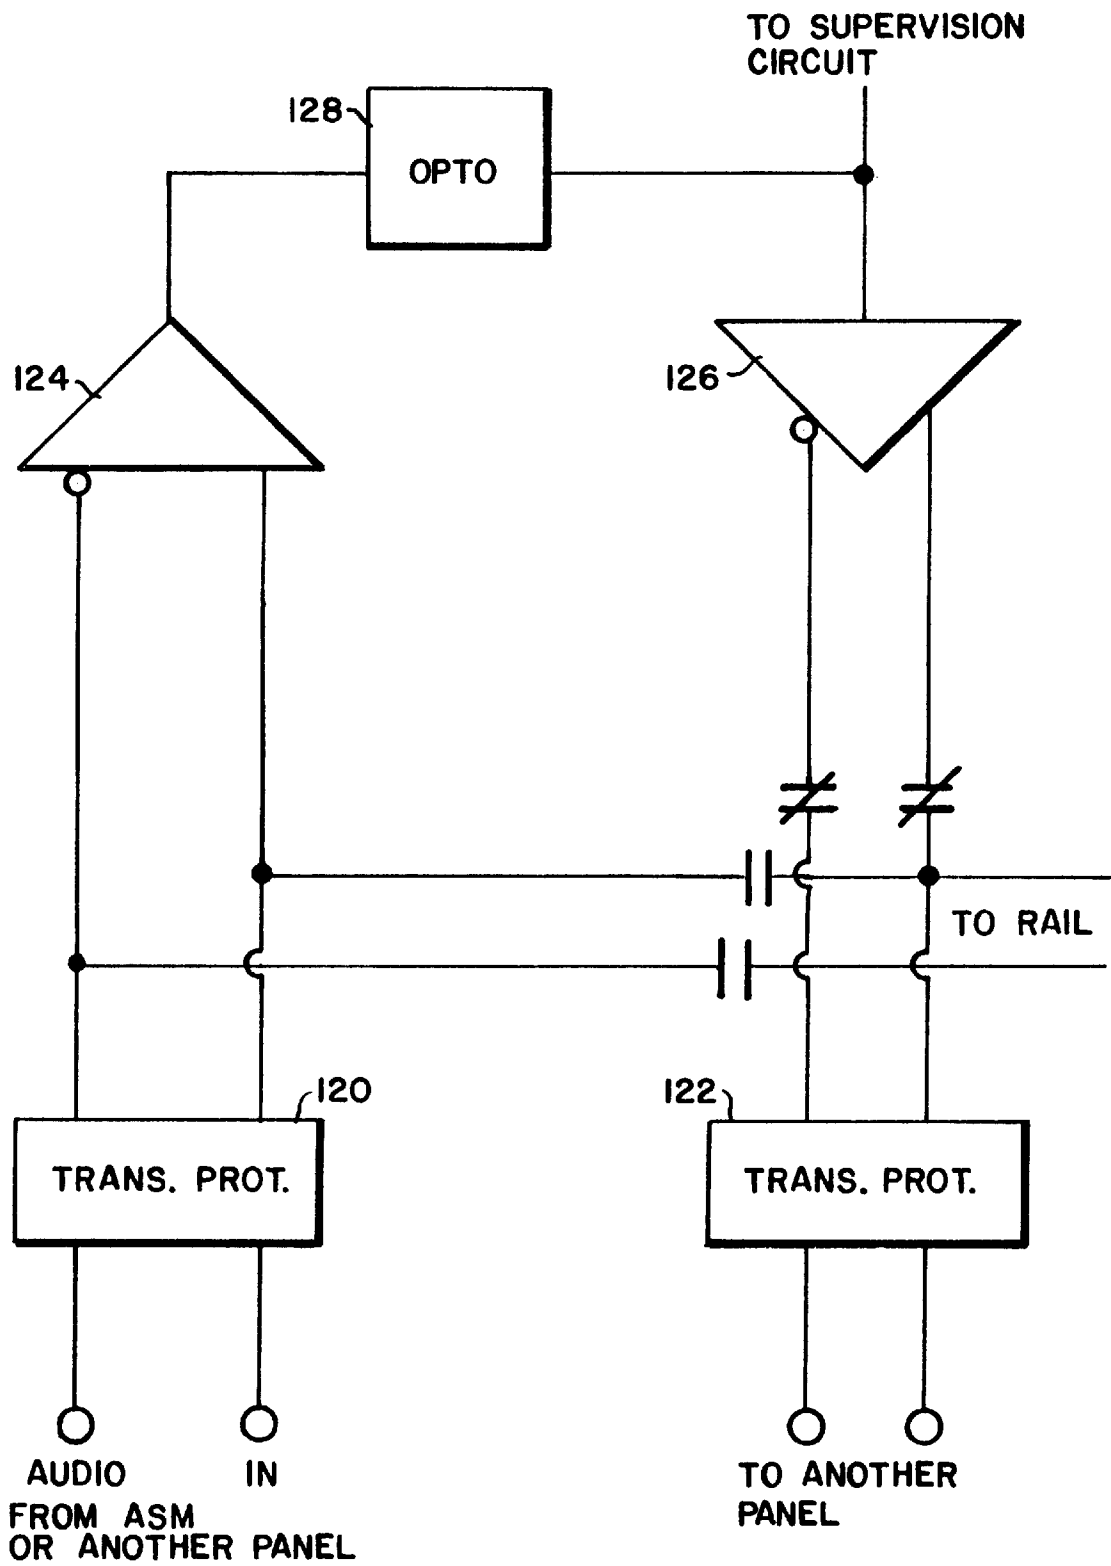 TO SUPERVISION
CIRCUIT
128
OPTO
124
126
TO RAIL
120
122
TRANS. PROT.
TRANS. PROT.
AUDIO IN
FROM ASM
OR ANOTHER PANEL
TO ANOTHER
PANEL